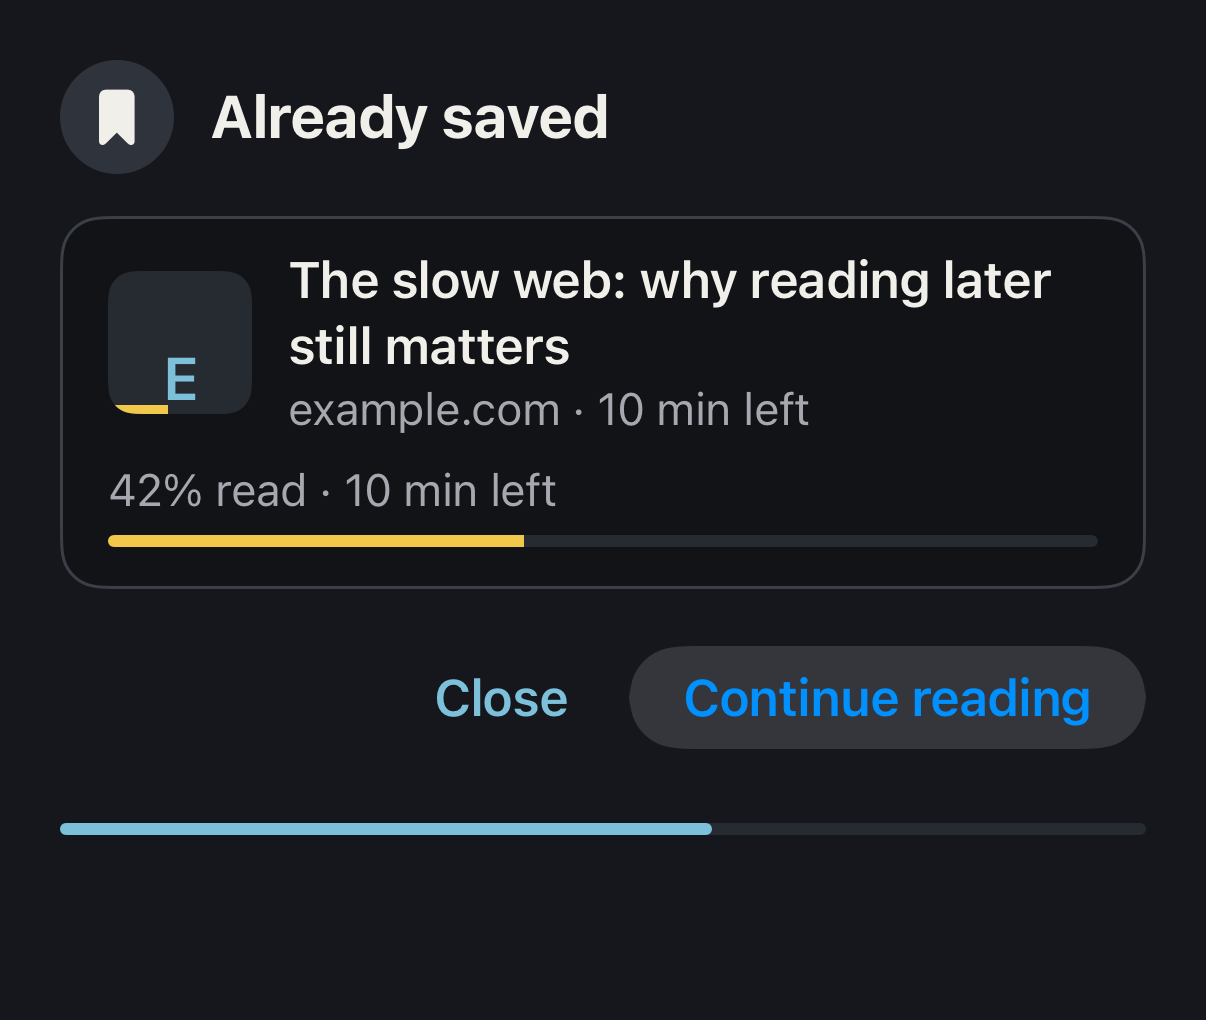 Already saved
The slow web: why reading later
still matters
E
example.com · 10 min left
42% read · 10 min left
Close
Continue reading